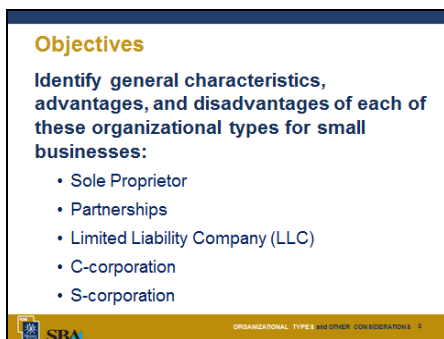 Objectives
Identify general characteristics,
advantages, and disadvantages of each of
these organizational types for small
businesses:
• Sole Proprietor
• Partnerships
• Limited Liability Company (LLC)
• C-corporation
• S-corporation
SBA
ORGANIZATIONAL TYPES and OTHER CONSIDERATIONS